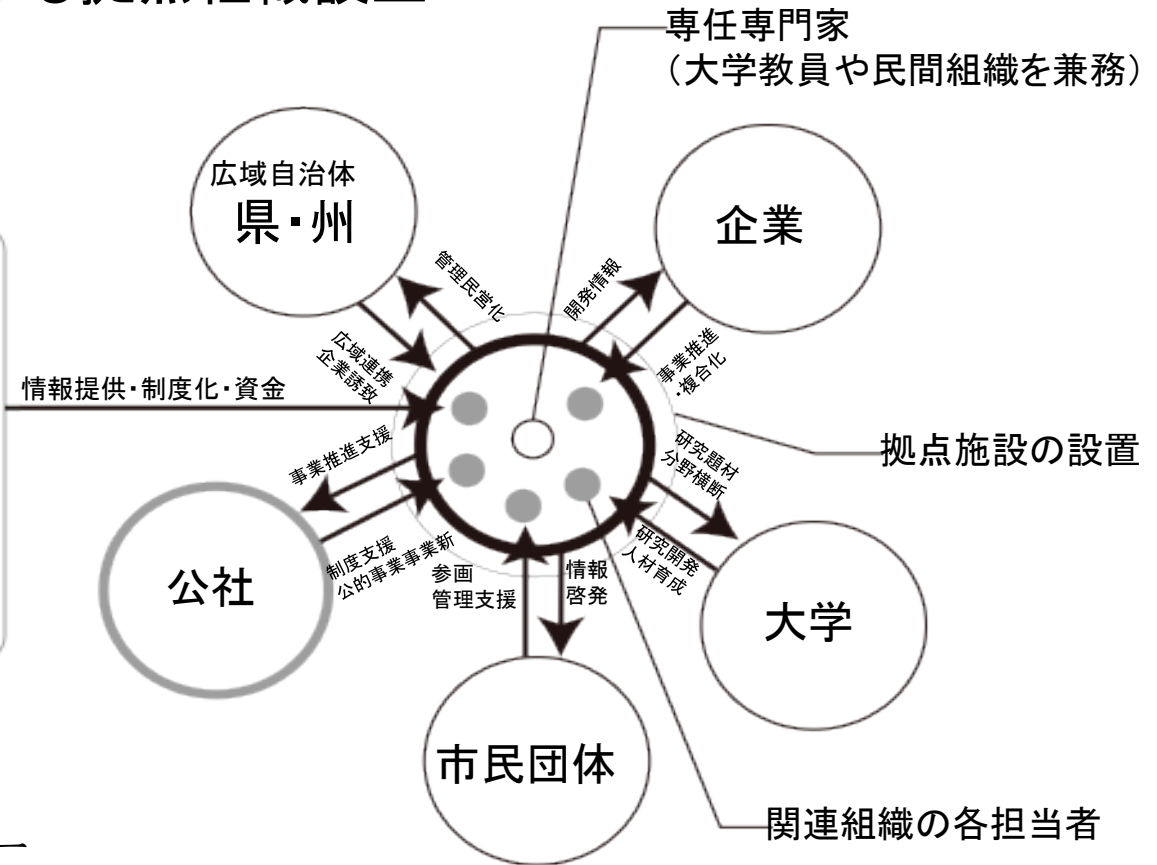 拠点組織設立
専任専門家
（大学教員や民間組織を兼務）
広域自治体
県・州
企業
管理民営化
開発情報
広域連携
企業誘致
事業推進
・複合化
情報提供・制度化・資金
拠点施設の設置
事業推進支援
研究題材
分野横断
制度支援
公的事業事業新
参画
管理支援
情報
啓発
研究開発
人材育成
公社
大学
市民団体
関連組織の各担当者